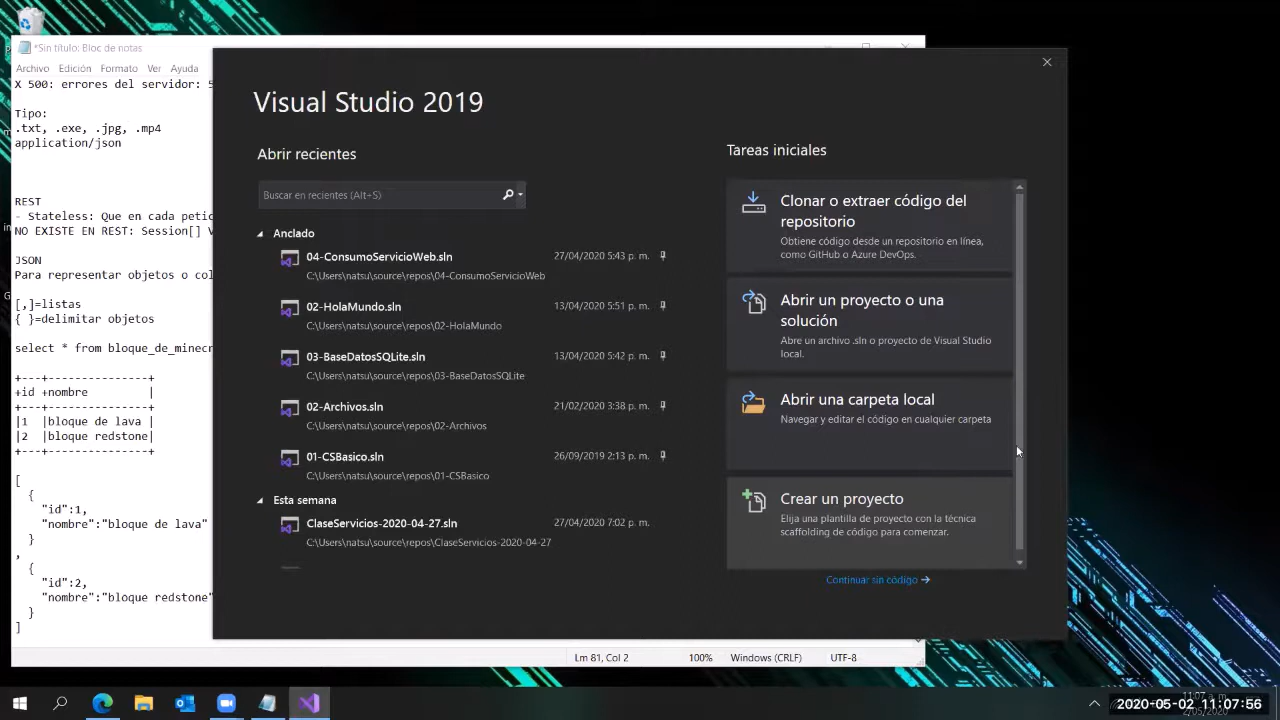 *Sin título: Bloc de notas
Archivo Edición Formato Ver Ayuda
X 500: errores del servidor:
Tipo:
.txt, .exe, .jpg, .mp4
application/json
REST
- Stateless: Que en cada
NO EXISTE EN REST: Session[]
JSON
Para representar objetos o
[,]=listas
{ }=delimitar objetos
select * from
+---+---------------+
+id +nombre |
+---+---------------+
|1 |bloque de lava |
|2 |bloque redstone|
+---+---------------+
[
{
"id":1,
"nombre":"bloque de lava"
}
,
{
"id":2,
"nombre":"bloque redstone"
}
]
Visual Studio 2019
Abrir recientes
Buscar en recientes (Alt+S)
Anclado
04-ConsumoServicioWeb.sln 27/04/2020 5:43 p. m.
C:\Users\natsu\source\repos\04-ConsumoServicioWeb
02-HolaMundo.sln 13/04/2020 5:51 p. m.
C:\Users\natsu\source\repos\02-HolaMundo
03-BaseDatosSQLite.sln 13/04/2020 5:42 p. m.
C:\Users\natsu\source\repos\03-BaseDatosSQLite
02-Archivos.sln 21/02/2020 3:38 p. m.
C:\Users\natsu\source\repos\02-Archivos
01-CSBasico.sln 26/09/2019 2:13 p. m.
C:\Users\natsu\source\repos\01-CSBasico
Esta semana
ClaseServicios-2020-04-27.sln 27/04/2020 7:02 p. m.
C:\Users\natsu\source\repos\ClaseServicios-2020-04-27
Tareas iniciales
Clonar o extraer código del
repositorio
Obtiene código desde un repositorio en línea,
como GitHub o Azure DevOps.
Abrir un proyecto o una
solución
Abre un archivo .sln o proyecto de Visual Studio
local.
Abrir una carpeta local
Navegar y editar el código en cualquier carpeta
Crear un proyecto
Elija una plantilla de proyecto con la técnica
scaffolding de código para comenzar.
Continuar sin código →
Lm 81, Col 2 100% Windows (CRLF) UTF-8
2020-05-02 11:07:56